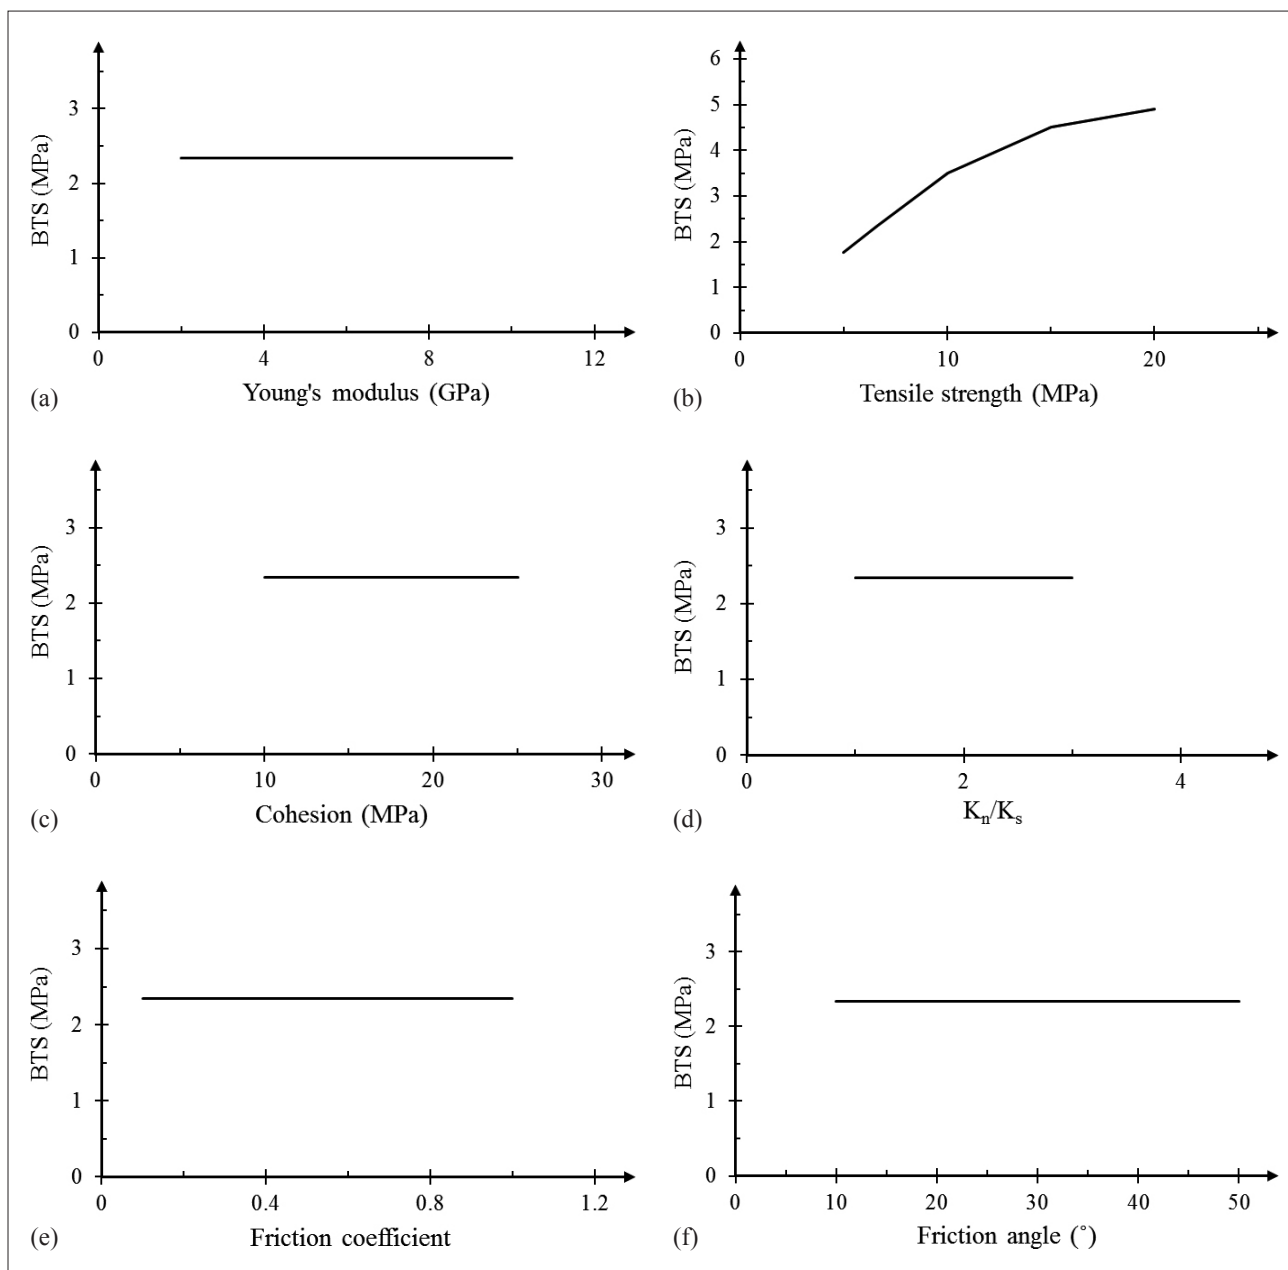 3
2
1
0
BTS (MPa)
0 4 8 12
Young's modulus (GPa)
(a)
6
5
4
3
2
1
0
BTS (MPa)
0 10 20
Tensile strength (MPa)
(b)
3
2
1
0
BTS (MPa)
0 10 20 30
Cohesion (MPa)
(c)
3
2
1
0
BTS (MPa)
0 2 4
Kn/Ks
(d)
3
2
1
0
BTS (MPa)
0 0.4 0.8 1.2
Friction coefficient
(e)
3
2
1
0
BTS (MPa)
0 10 20 30 40 50
Friction angle (°)
(f)